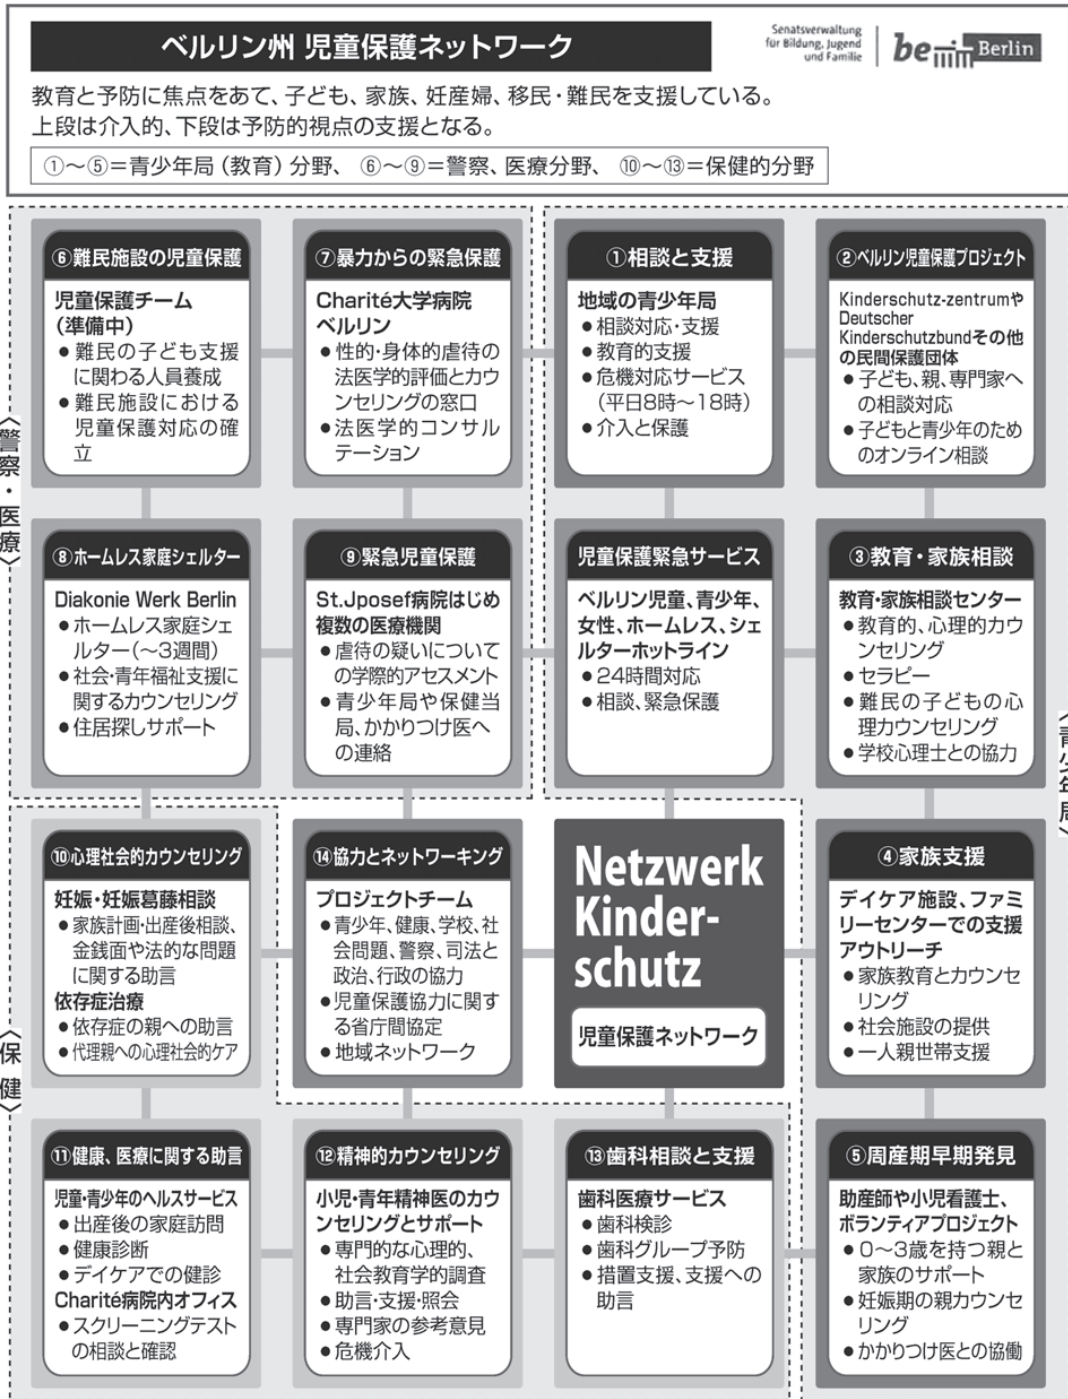 ベルリン州 児童保護ネットワーク
Senatsverwaltung
für Bildung, Jugend
und Familie
be Berlin
教育と予防に焦点をあて、子ども、家族、妊産婦、移民・難民を支援している。
上段は介入的、下段は予防的視点の支援となる。
①〜⑤=青少年局(教育)分野、 ⑥〜⑨=警察、医療分野、 ⑩〜⑬=保健的分野
〈警察・医療〉
⑥難民施設の児童保護
児童保護チーム
(準備中)
●難民の子ども支援
に関わる人員養成
●難民施設における
児童保護対応の確
立
⑦暴力からの緊急保護
Charité大学病院
ベルリン
●性的・身体的虐待の
法医学的評価とカウ
ンセリングの窓口
●法医学的コンサル
テーション
①相談と支援
地域の青少年局
●相談対応・支援
●教育的支援
●危機対応サービス
(平日8時〜18時)
●介入と保護
②ベルリン児童保護プロジェクト
Kinderschutz-zentrumや
Deutscher
Kinderschutzbundその他
の民間保護団体
●子ども、親、専門家へ
の相談対応
●子どもと青少年のため
のオンライン相談
⑧ホームレス家庭シェルター
Diakonie Werk Berlin
●ホームレス家庭シェ
ルター(〜3週間)
●社会・青年福祉支援に
関するカウンセリング
●住居探しサポート
⑨緊急児童保護
St.Jposef病院はじめ
複数の医療機関
●虐待の疑いについて
の学際的アセスメント
●青少年局や保健当
局、かかりつけ医へ
の連絡
児童保護緊急サービス
ベルリン児童、青少年、
女性、ホームレス、シェ
ルターホットライン
●24時間対応
●相談、緊急保護
③教育・家族相談
教育・家族相談センター
●教育的、心理的カウ
ンセリング
●セラピー
●難民の子どもの心
理カウンセリング
●学校心理士との協力
〈青少年局〉
⑩心理社会的カウンセリング
妊娠・妊娠葛藤相談
●家族計画・出産後相談、
金銭面や法的な問題
に関する助言
依存症治療
●依存症の親への助言
●代理親への心理社会的ケア
⑭協力とネットワーキング
プロジェクトチーム
●青少年、健康、学校、社
会問題、警察、司法と
政治、行政の協力
●児童保護協力に関す
る省庁間協定
●地域ネットワーク
Netzwerk
Kinder-
schutz
児童保護ネットワーク
④家族支援
デイケア施設、ファミ
リーセンターでの支援
アウトリーチ
●家族教育とカウンセ
リング
●社会施設の提供
●一人親世帯支援
〈保健〉
⑪健康、医療に関する助言
児童・青少年のヘルスサービス
●出産後の家庭訪問
●健康診断
●デイケアでの健診
Charité病院内オフィス
●スクリーニングテスト
の相談と確認
⑫精神的カウンセリング
小児・青年精神医のカウ
ンセリングとサポート
●専門的な心理的、
社会教育学的調査
●助言・支援・照会
●専門家の参考意見
●危機介入
⑬歯科相談と支援
歯科医療サービス
●歯科検診
●歯科グループ予防
●措置支援、支援への
助言
⑤周産期早期発見
助産師や小児看護士、
ボランティアプロジェクト
●0〜3歳を持つ親と
家族のサポート
●妊娠期の親カウンセ
リング
●かかりつけ医との協働